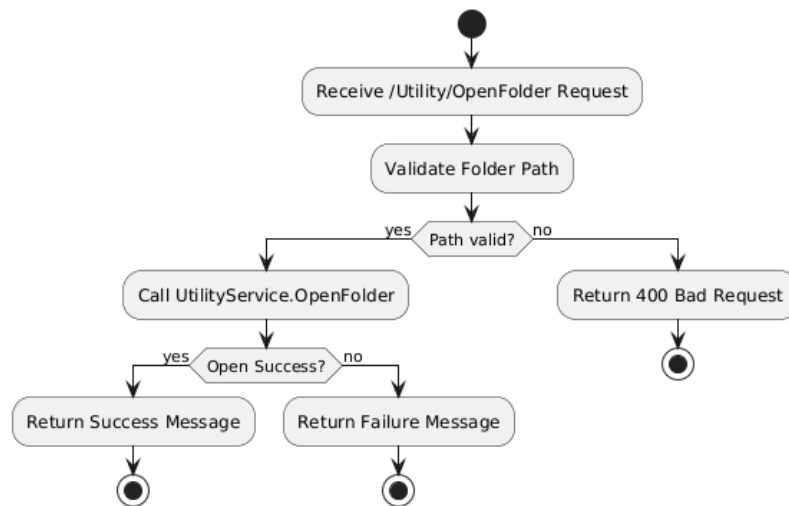 Receive /Utility/OpenFolder Request
Validate Folder Path
yes
Path valid?
no
Call UtilityService.OpenFolder
Return 400 Bad Request
yes
Open Success?
no
Return Success Message
Return Failure Message